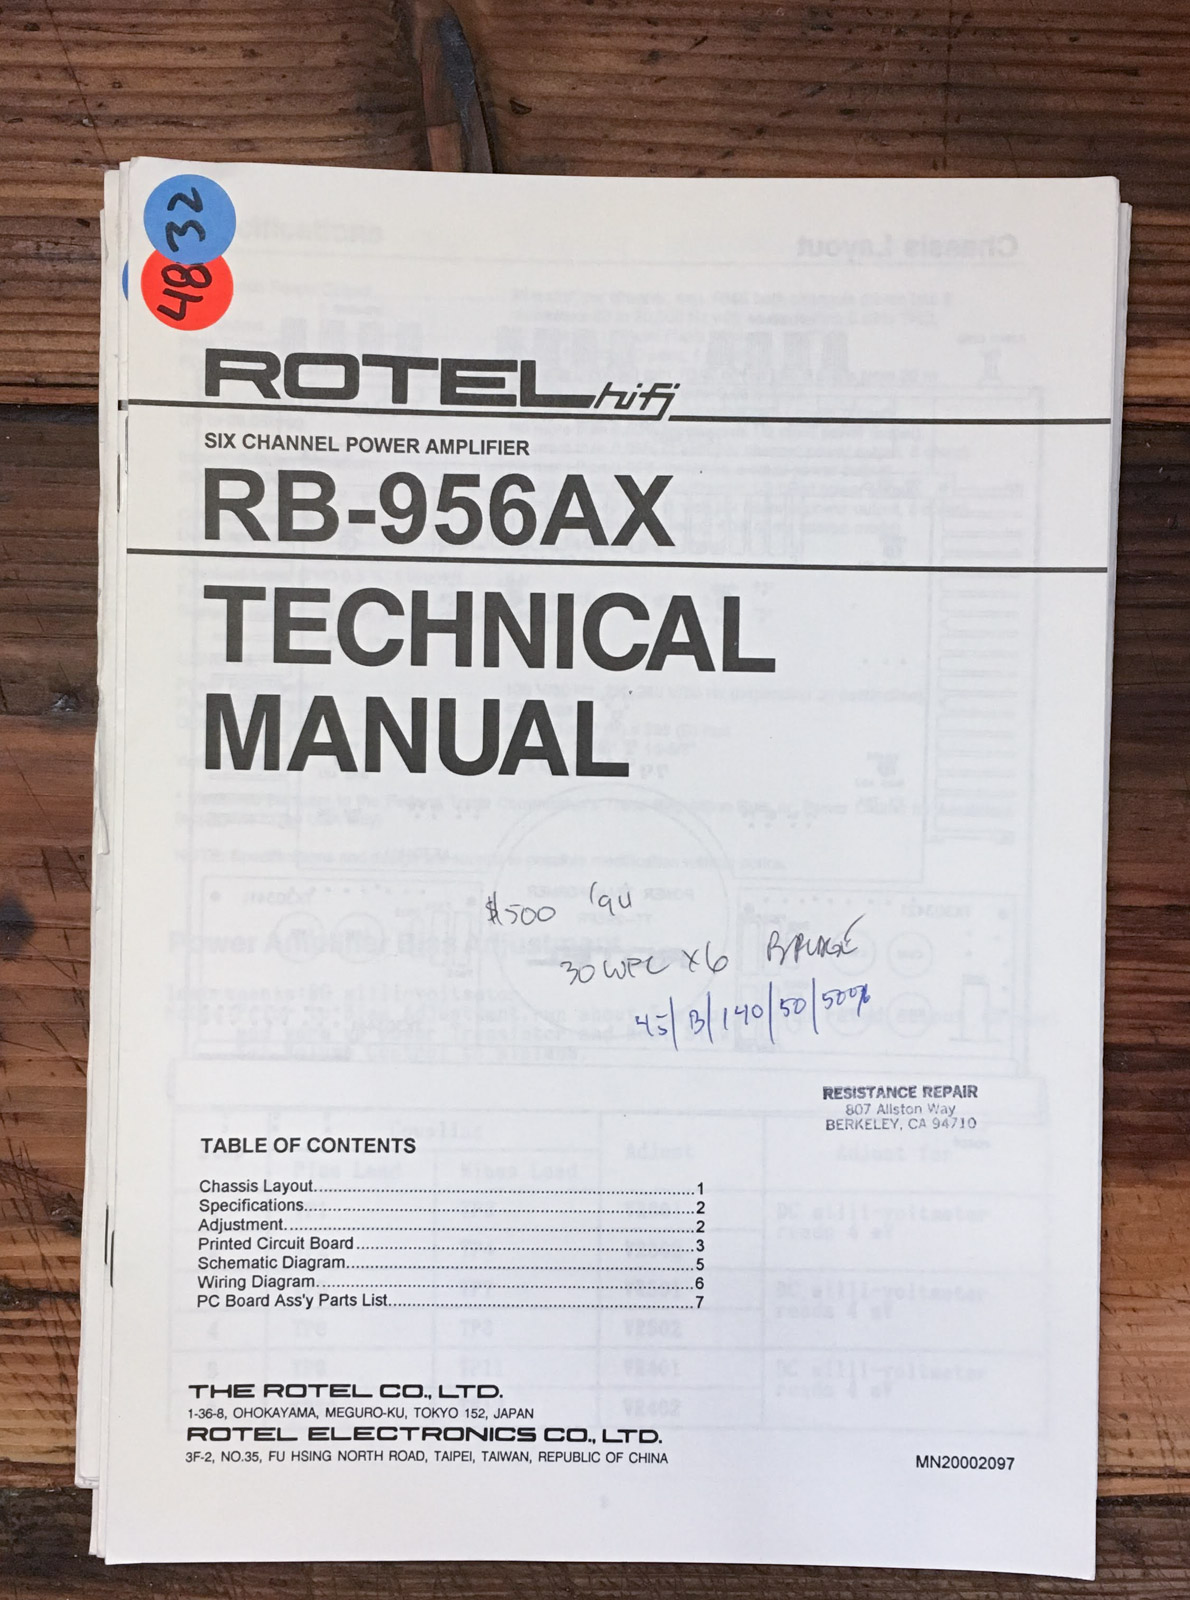 32
48
ROTEL hifi
SIX CHANNEL POWER AMPLIFIER
RB-956AX
TECHNICAL
MANUAL
$500 '94
30 WPC X6 BRIDGE
45/B/140/50/500%
RESISTANCE REPAIR
807 Allston Way
BERKELEY, CA 94710
TABLE OF CONTENTS
Chassis Layout...1
Specifications...2
Adjustment...2
Printed Circuit Board...3
Schematic Diagram...5
Wiring Diagram...6
PC Board Ass'y Parts List...7
THE ROTEL CO., LTD.
1-36-8, OHOKAYAMA, MEGURO-KU, TOKYO 152, JAPAN
ROTEL ELECTRONICS CO., LTD.
3F-2, NO.35, FU HSING NORTH ROAD, TAIPEI, TAIWAN, REPUBLIC OF CHINA
MN20002097